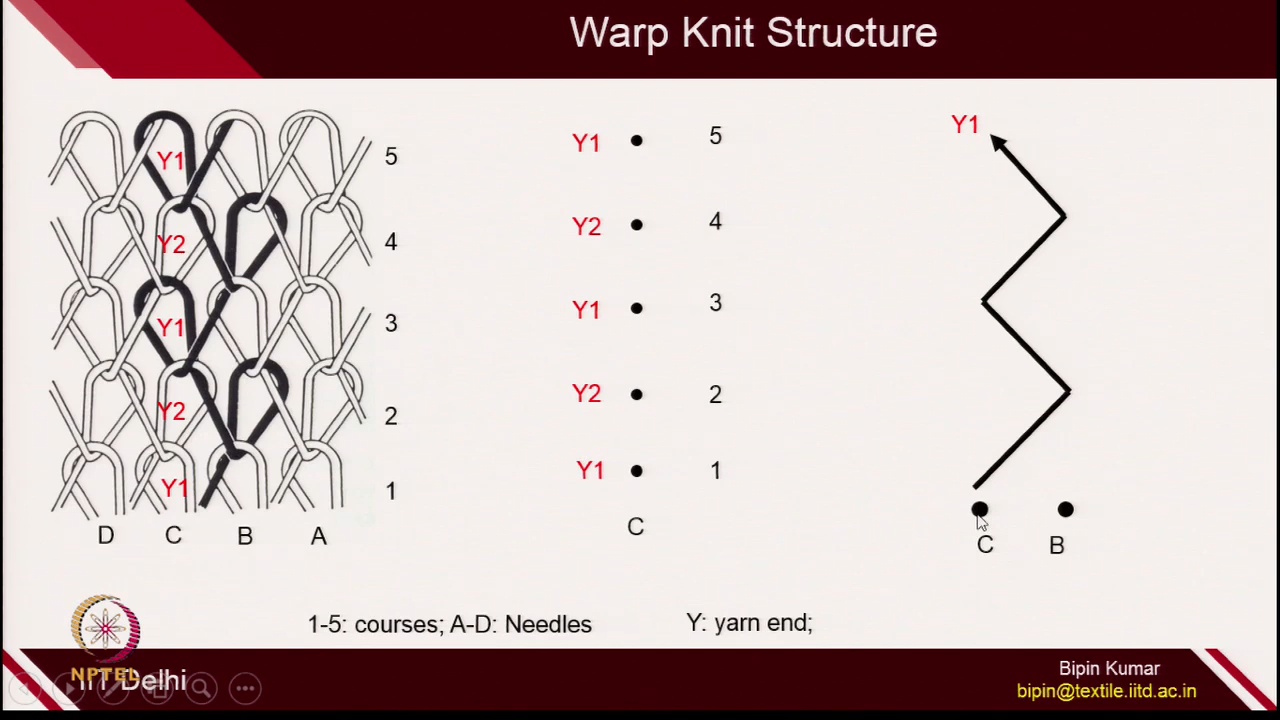 Warp Knit Structure
Y1 5
Y2 4
Y1 3
Y2 2
Y1 1
D C B A
Y1 5
Y2 4
Y1 3
Y2 2
Y1 1
C
Y1
C B
1-5: courses; A-D: Needles
Y: yarn end;
NPTEL
IIT Delhi
Bipin Kumar
bipin@textile.iitd.ac.in